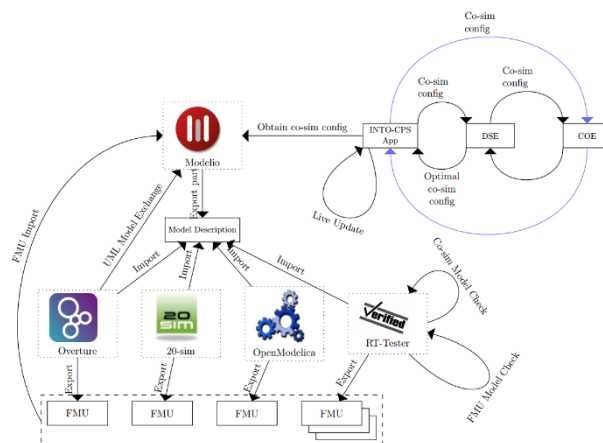 Co-sim
config
Co-sim
config
Co-sim
config
Obtain co-sim config
INTO-CPS
App
DSE
COE
Optimal
co-sim
config
Live Update
Modelio
Export part
UML Model Exchange
FMU Import
Model Description
Import
Import
Import
Import
Overture
20
SIM
20-sim
OpenModelica
Verified
RT-Tester
Co-sim Model Check
FMU Model Check
Export
Export
Export
Export
FMU
FMU
FMU
FMU